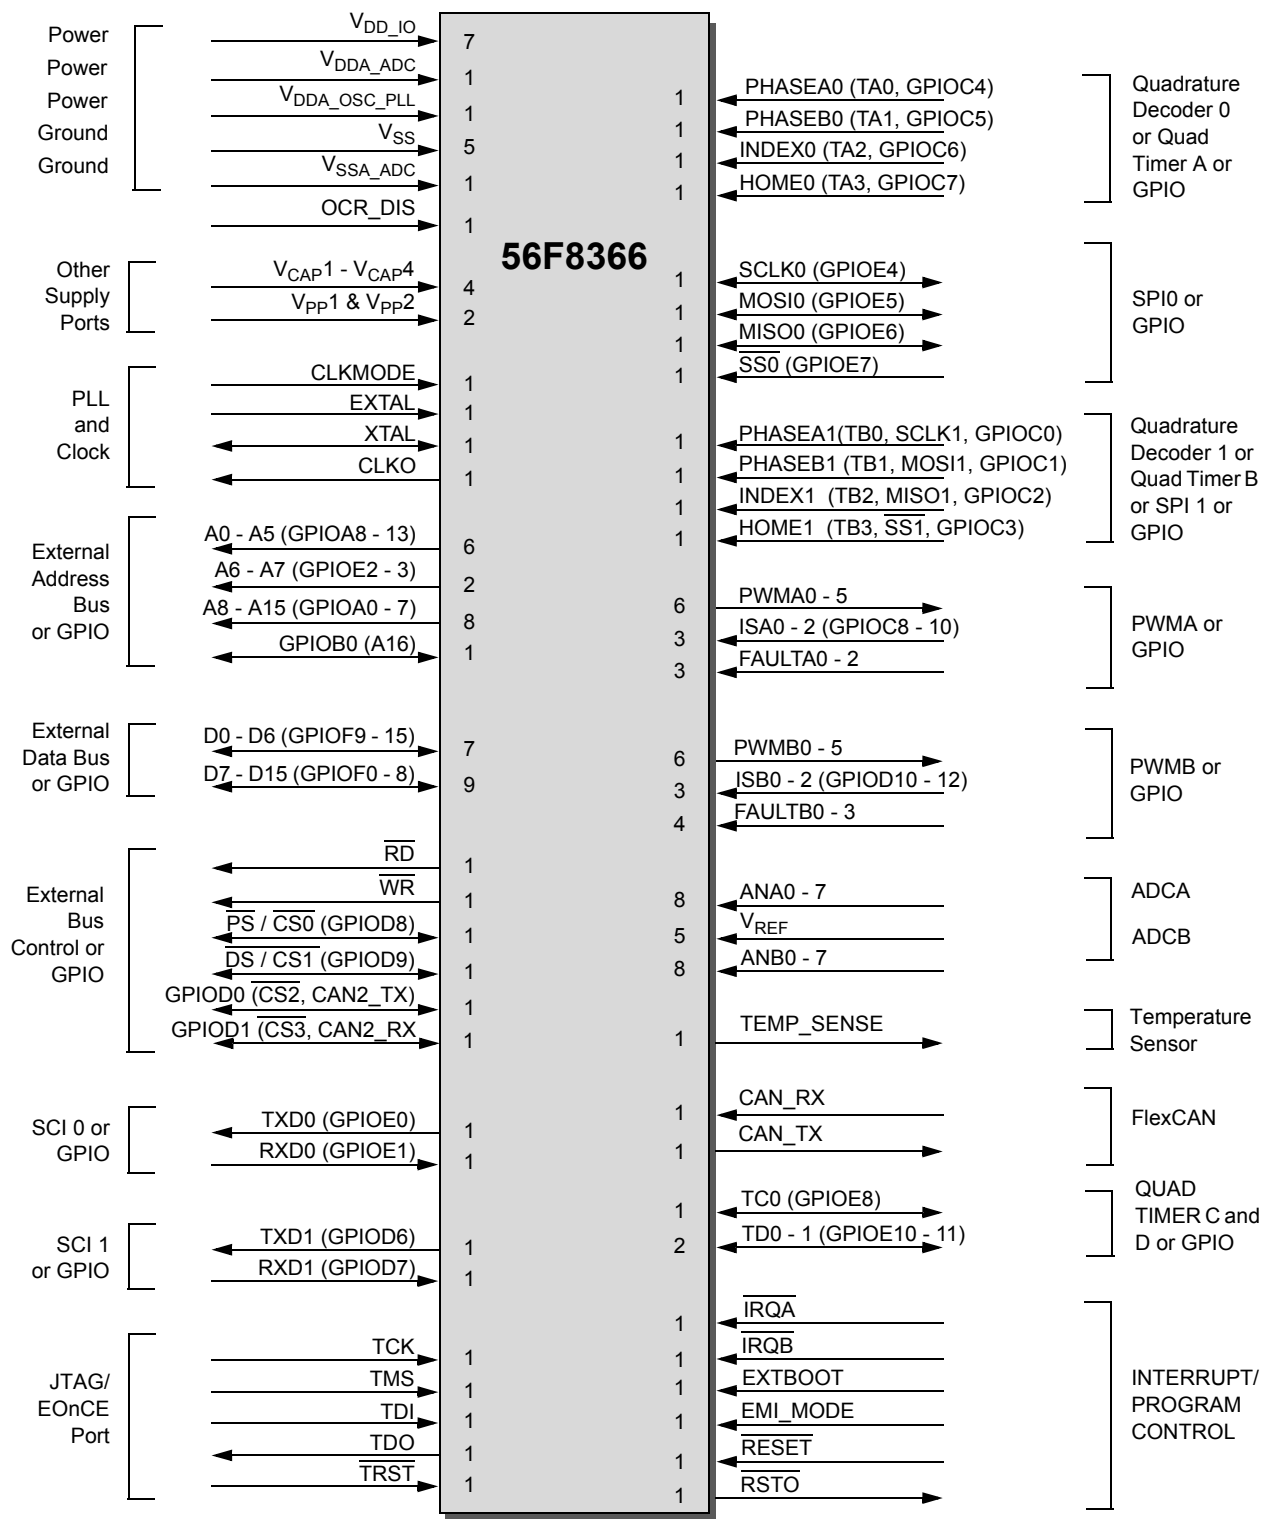 Power
Power
Power
Ground
Ground
V_DD_IO
7
V_DDA_ADC
1
V_DDA_OSC_PLL
1
V_SS
5
V_SSA_ADC
1
OCR_DIS
1
Other
Supply
Ports
V_CAP1 - V_CAP4
4
V_PP1 & V_PP2
2
PLL
and
Clock
CLKMODE
1
EXTAL
1
XTAL
1
CLKO
1
External
Address
Bus
or GPIO
A0 - A5 (GPIOA8 - 13)
6
A6 - A7 (GPIOE2 - 3)
2
A8 - A15 (GPIOA0 - 7)
8
GPIOB0 (A16)
1
External
Data Bus
or GPIO
D0 - D6 (GPIOF9 - 15)
7
D7 - D15 (GPIOF0 - 8)
9
External
Bus
Control or
GPIO
RD
1
WR
1
PS / CS0 (GPIOD8)
1
DS / CS1 (GPIOD9)
1
GPIOD0 (CS2, CAN2_TX)
1
GPIOD1 (CS3, CAN2_RX
1
SCI 0 or
GPIO
TXD0 (GPIOE0)
1
RXD0 (GPIOE1)
1
SCI 1
or GPIO
TXD1 (GPIOD6)
1
RXD1 (GPIOD7)
1
JTAG/
EOnCE
Port
TCK
1
TMS
1
TDI
1
TDO
1
TRST
1
56F8366
1
PHASEA0 (TA0, GPIOC4)
1
PHASEB0 (TA1, GPIOC5)
1
INDEX0 (TA2, GPIOC6)
1
HOME0 (TA3, GPIOC7)
Quadrature
Decoder 0
or Quad
Timer A or
GPIO
1
SCLK0 (GPIOE4)
1
MOSI0 (GPIOE5)
1
MISO0 (GPIOE6)
1
SS0 (GPIOE7)
SPI0 or
GPIO
1
PHASEA1(TB0, SCLK1, GPIOC0)
1
PHASEB1 (TB1, MOSI1, GPIOC1)
1
INDEX1 (TB2, MISO1, GPIOC2)
1
HOME1 (TB3, SS1, GPIOC3)
Quadrature
Decoder 1 or
Quad Timer B
or SPI 1 or
GPIO
6
PWMA0 - 5
3
ISA0 - 2 (GPIOC8 - 10)
3
FAULTA0 - 2
PWMA or
GPIO
6
PWMB0 - 5
3
ISB0 - 2 (GPIOD10 - 12)
4
FAULTB0 - 3
PWMB or
GPIO
8
ANA0 - 7
5
V_REF
8
ANB0 - 7
ADCA
ADCB
1
TEMP_SENSE
Temperature
Sensor
1
CAN_RX
1
CAN_TX
FlexCAN
1
TC0 (GPIOE8)
2
TD0 - 1 (GPIOE10 - 11)
QUAD
TIMER C and
D or GPIO
1
IRQA
1
IRQB
1
EXTBOOT
1
EMI_MODE
1
RESET
1
RSTO
INTERRUPT/
PROGRAM
CONTROL